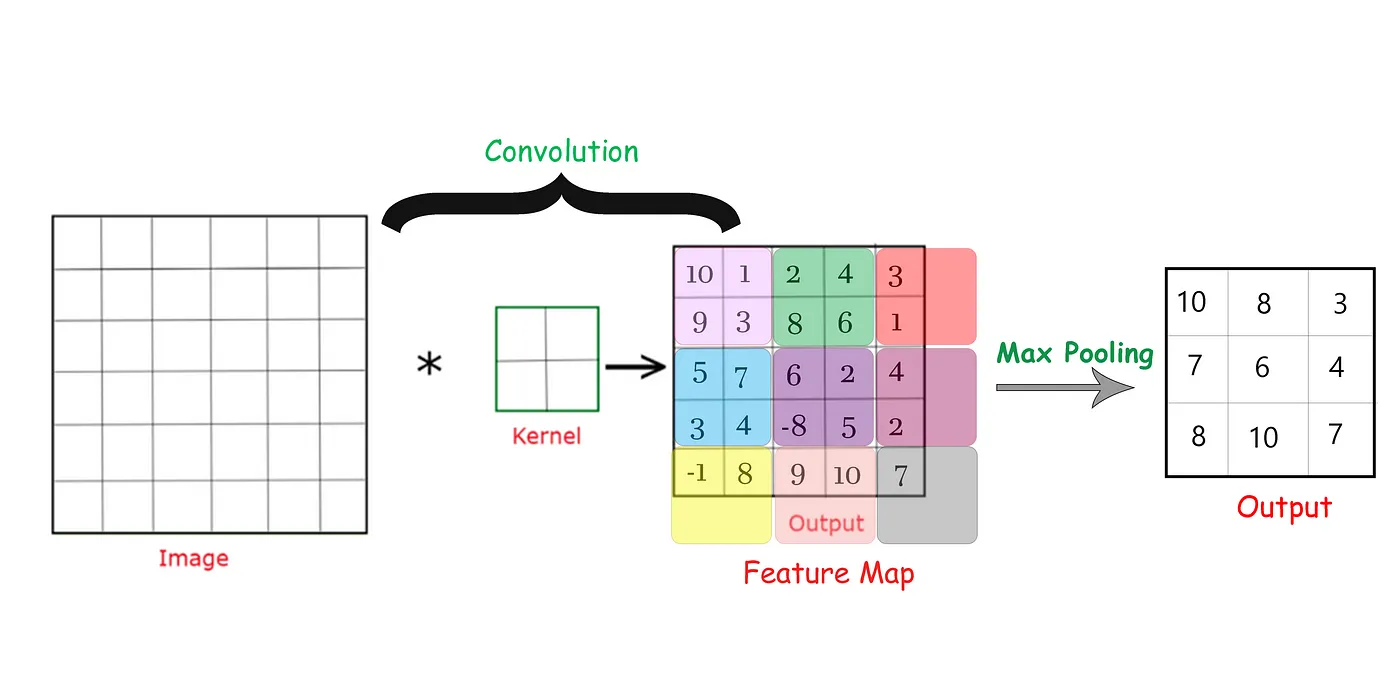 Convolution
*
Image
Kernel
10 1 2 4 3
9 3 8 6 1
5 7 6 2 4
3 4 -8 5 2
-1 8 9 10 7
Output
Feature Map
Max Pooling
10 8 3
7 6 4
8 10 7
Output